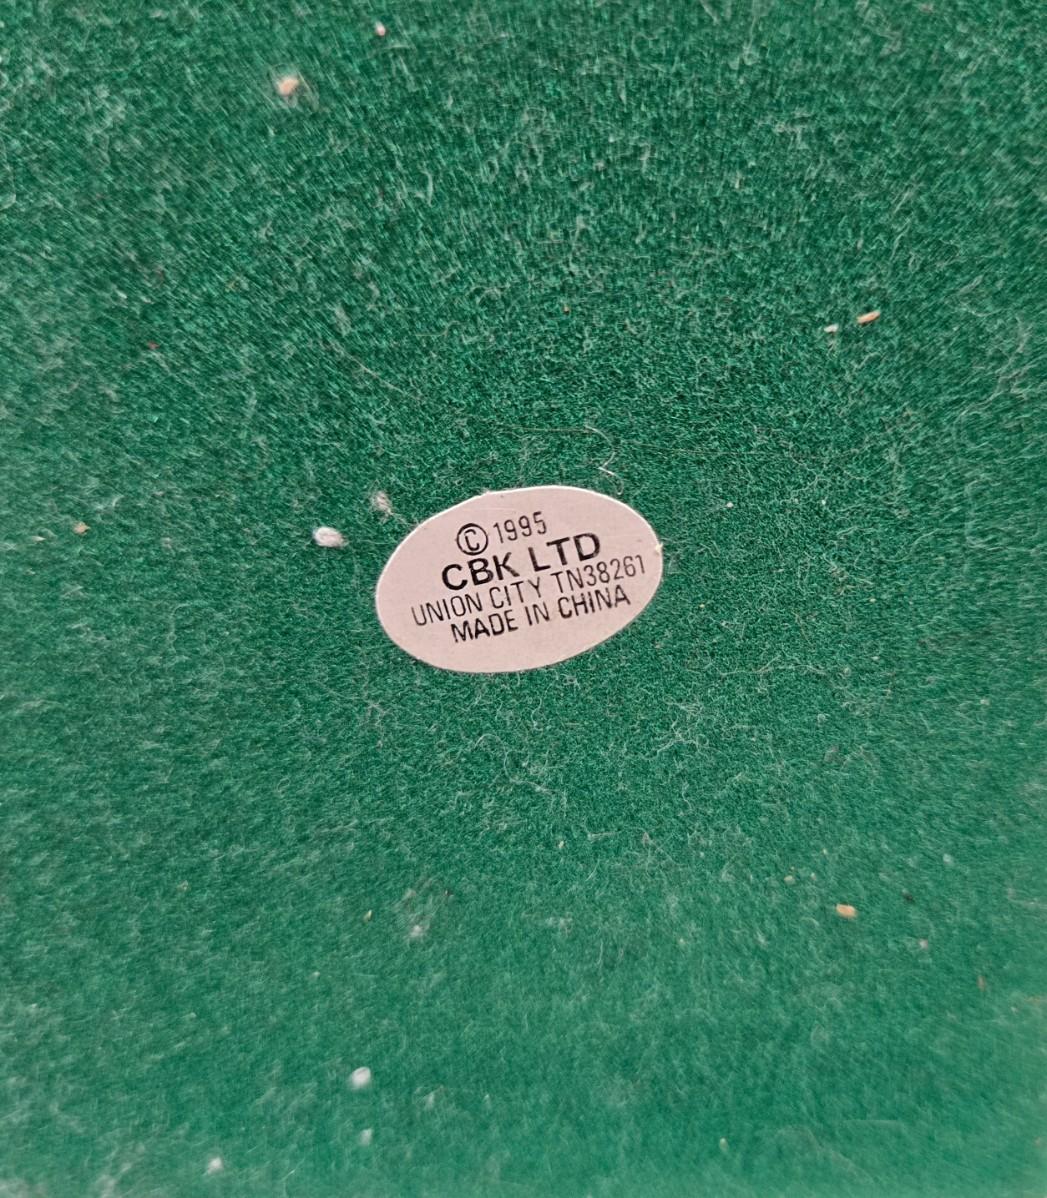 © 1995
CBK LTD
UNION CITY TN38261
MADE IN CHINA